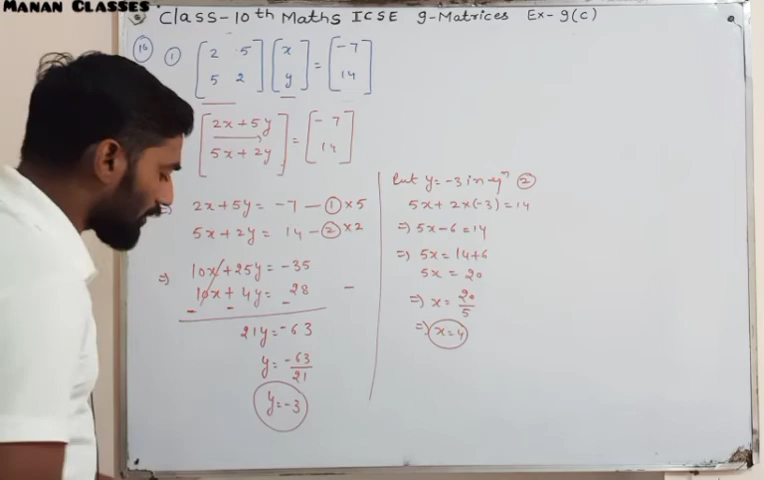 MANAN CLASSES
Class-10th Maths ICSE 9-Matrices Ex-9(c)
16 1 [2 5 [x = [-7
5 2] y] 14]
[2x+5y = [-7
5x+2y] 14]
⇒ 2x+5y = -7 — ① ×5
5x+2y = 14 - ② ×2
⇒ 10x+25y = -35
10x + 4y = 28 -
- - -
21y = -63
y = -63/21
y = -3
Put y = -3 in eqn ②
5x + 2x(-3) = 14
⇒ 5x - 6 = 14
⇒ 5x = 14+6
5x = 20
⇒ x = 20/5
⇒ x = 4